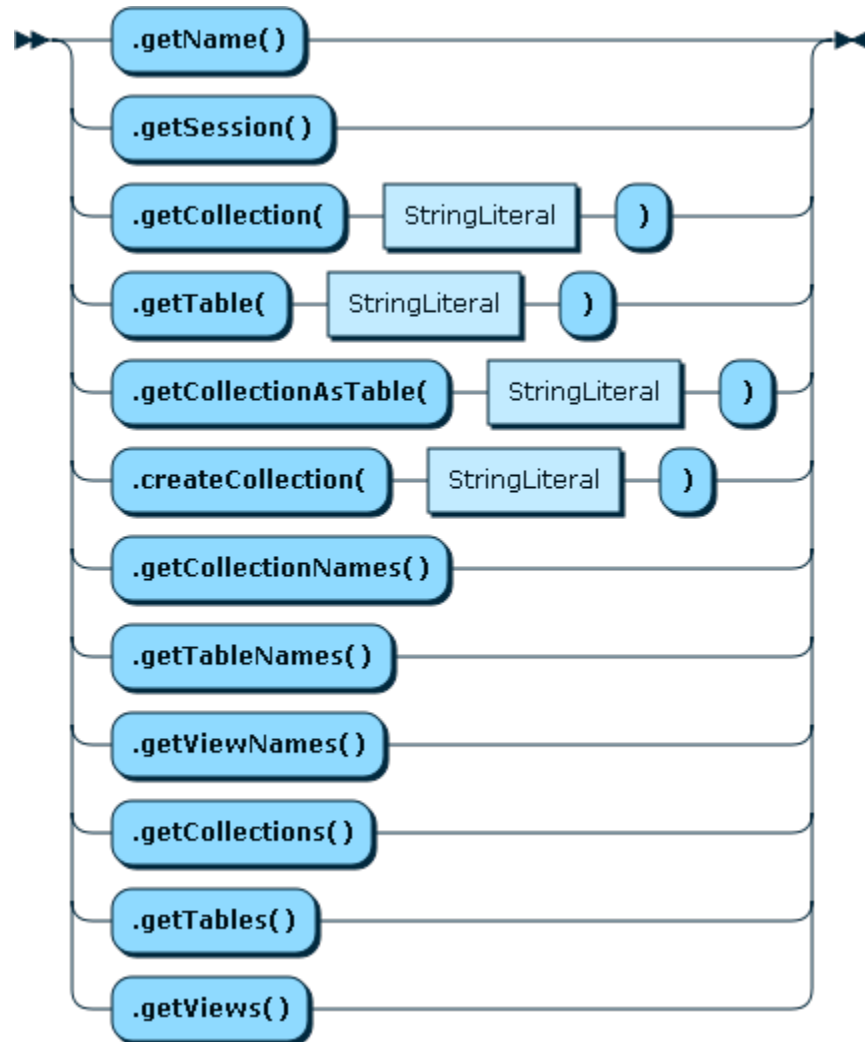 .getName()
.getSession()
.getCollection( StringLiteral )
.getTable( StringLiteral )
.getCollectionAsTable( StringLiteral )
.createCollection( StringLiteral )
.getCollectionNames()
.getTableNames()
.getViewNames()
.getCollections()
.getTables()
.getViews()